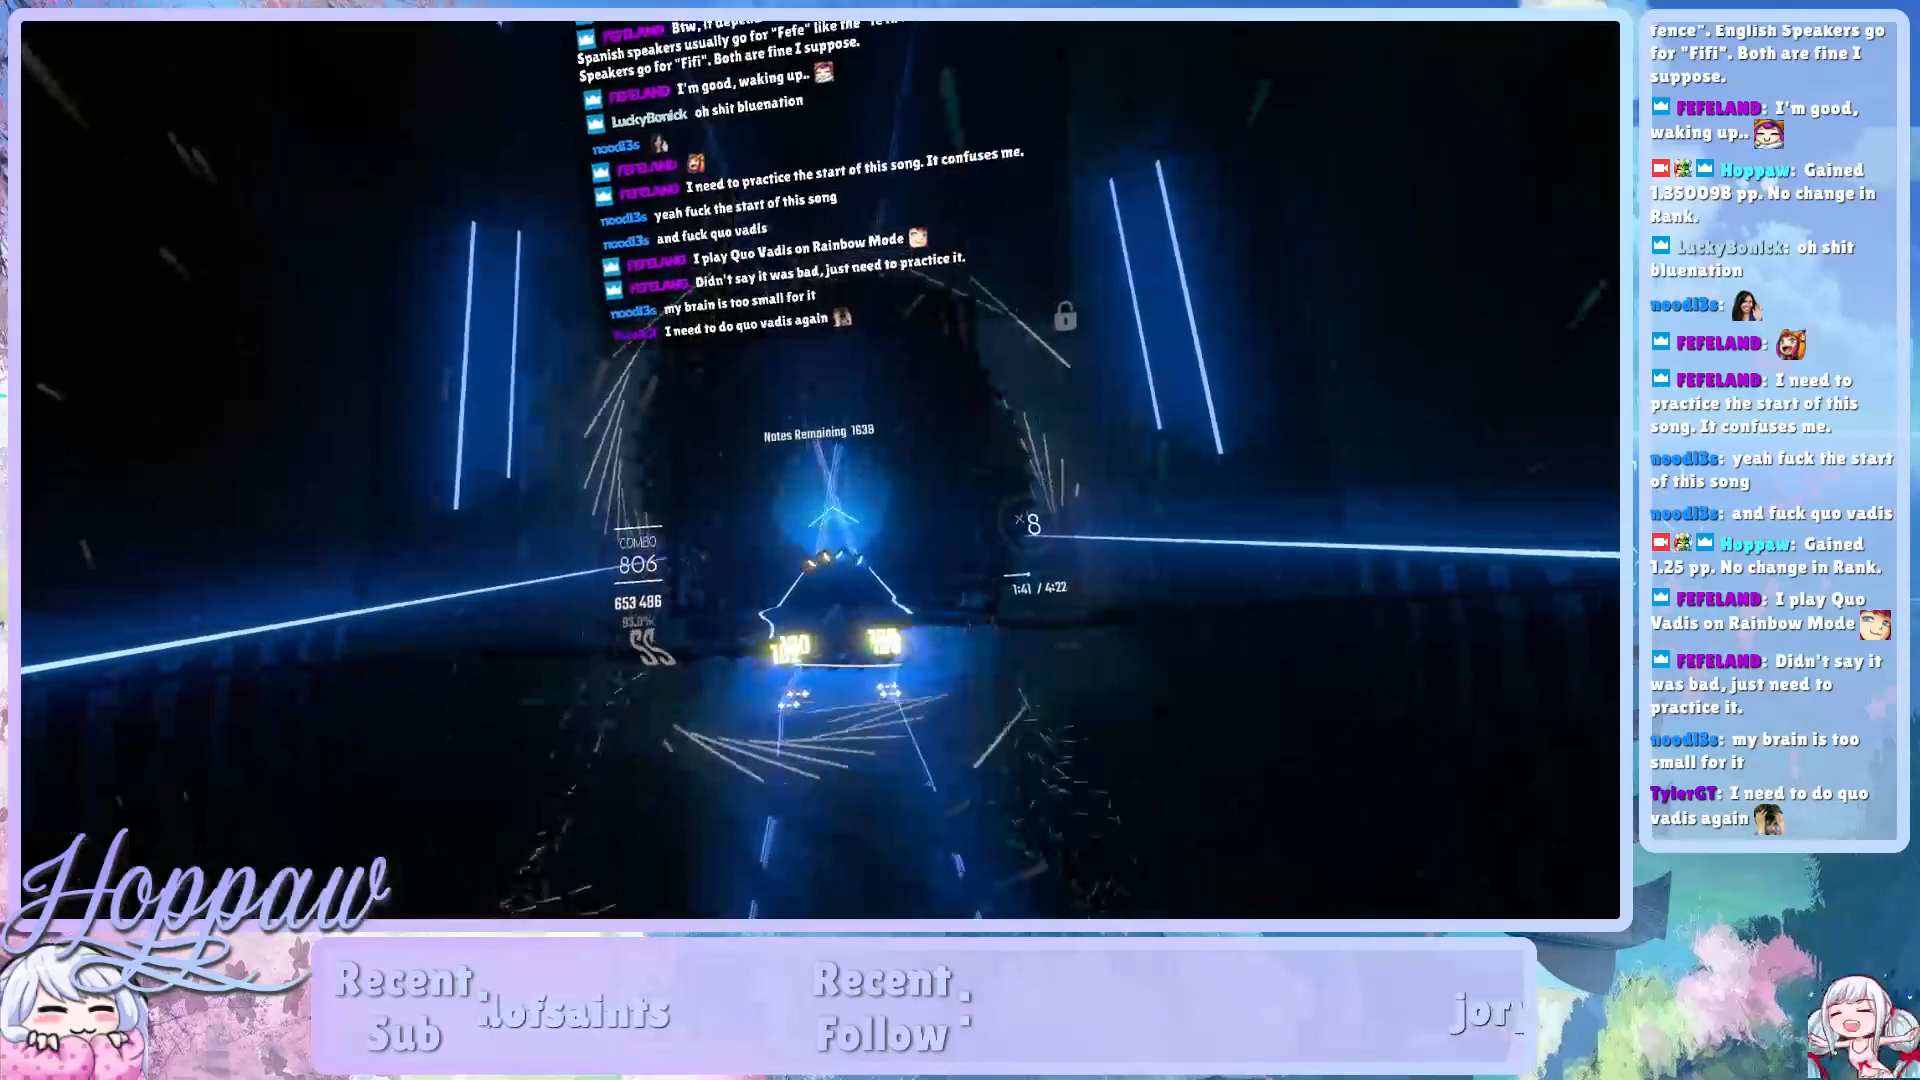 FEFELAND Btw, it
Spanish speakers usually go for "Fefe" like the
Speakers go for "Fifi". Both are fine I suppose.
FEFELAND I'm good, waking up..
LuckyBonick oh shit bluenation
noodl3s
FEFELAND
FEFELAND I need to practice the start of this song. It confuses me.
noodl3s yeah fuck the start of this song
noodl3s and fuck quo vadis
FEFELAND I play Quo Vadis on Rainbow Mode
FEFELAND Didn't say it was bad, just need to practice it.
noodl3s my brain is too small for it
TylerGT I need to do quo vadis again
Notes Remaining 1638
COMBO
806
653 486
93.0%
SS
x8
1:41 / 4:22
fence". English Speakers go
for "Fifi". Both are fine I
suppose.
FEFELAND: I'm good,
waking up..
Hoppaw: Gained
1.350098 pp. No change in
Rank.
LuckyBonick: oh shit
bluenation
noodl3s:
FEFELAND:
FEFELAND: I need to
practice the start of this
song. It confuses me.
noodl3s: yeah fuck the start
of this song
noodl3s: and fuck quo vadis
Hoppaw: Gained
1.25 pp. No change in Rank.
FEFELAND: I play Quo
Vadis on Rainbow Mode
FEFELAND: Didn't say it
was bad, just need to
practice it.
noodl3s: my brain is too
small for it
TylerGT: I need to do quo
vadis again
Hoppaw
Recent
Sub
:
dofsaints
Recent
Follow
:
jory